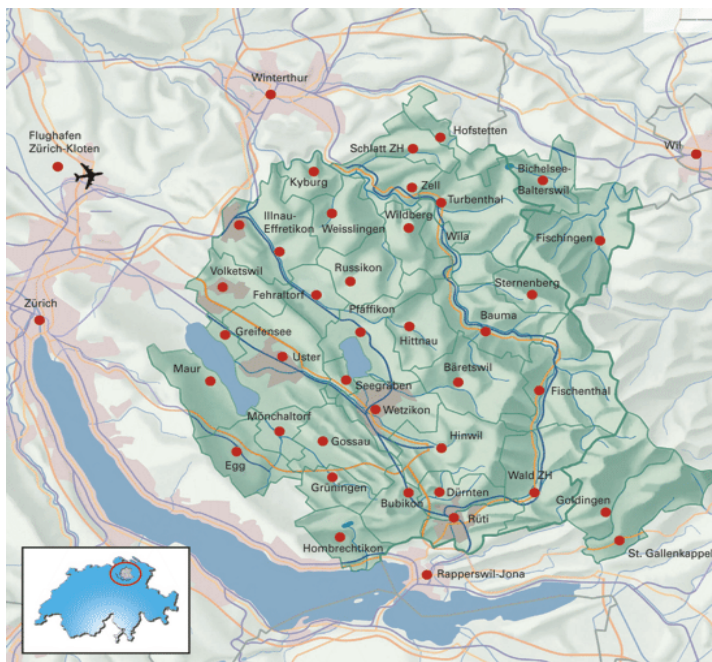 Winterthur
Hofstetten
Flughafen
Zürich-Kloten
Schlatt ZH
Wil
Kyburg
Zell
Bichelsee-
Balterswil
Turbenthal
Illnau-
Effretikon
Weisslingen
Wildberg
Wila
Fischingen
Volketswil
Russikon
Sternenberg
Fehraltorf
Zürich
Pfäffikon
Bauma
Greifensee
Hittnau
Uster
Maur
Seegräben
Bäretswil
Fischenthal
Wetzikon
Mönchaltorf
Gossau
Hinwil
Egg
Grüningen
Wald ZH
Dürnten
Bubikon
Goldingen
Rüti
Hombrechtikon
St. Gallenkappel
Rapperswil-Jona